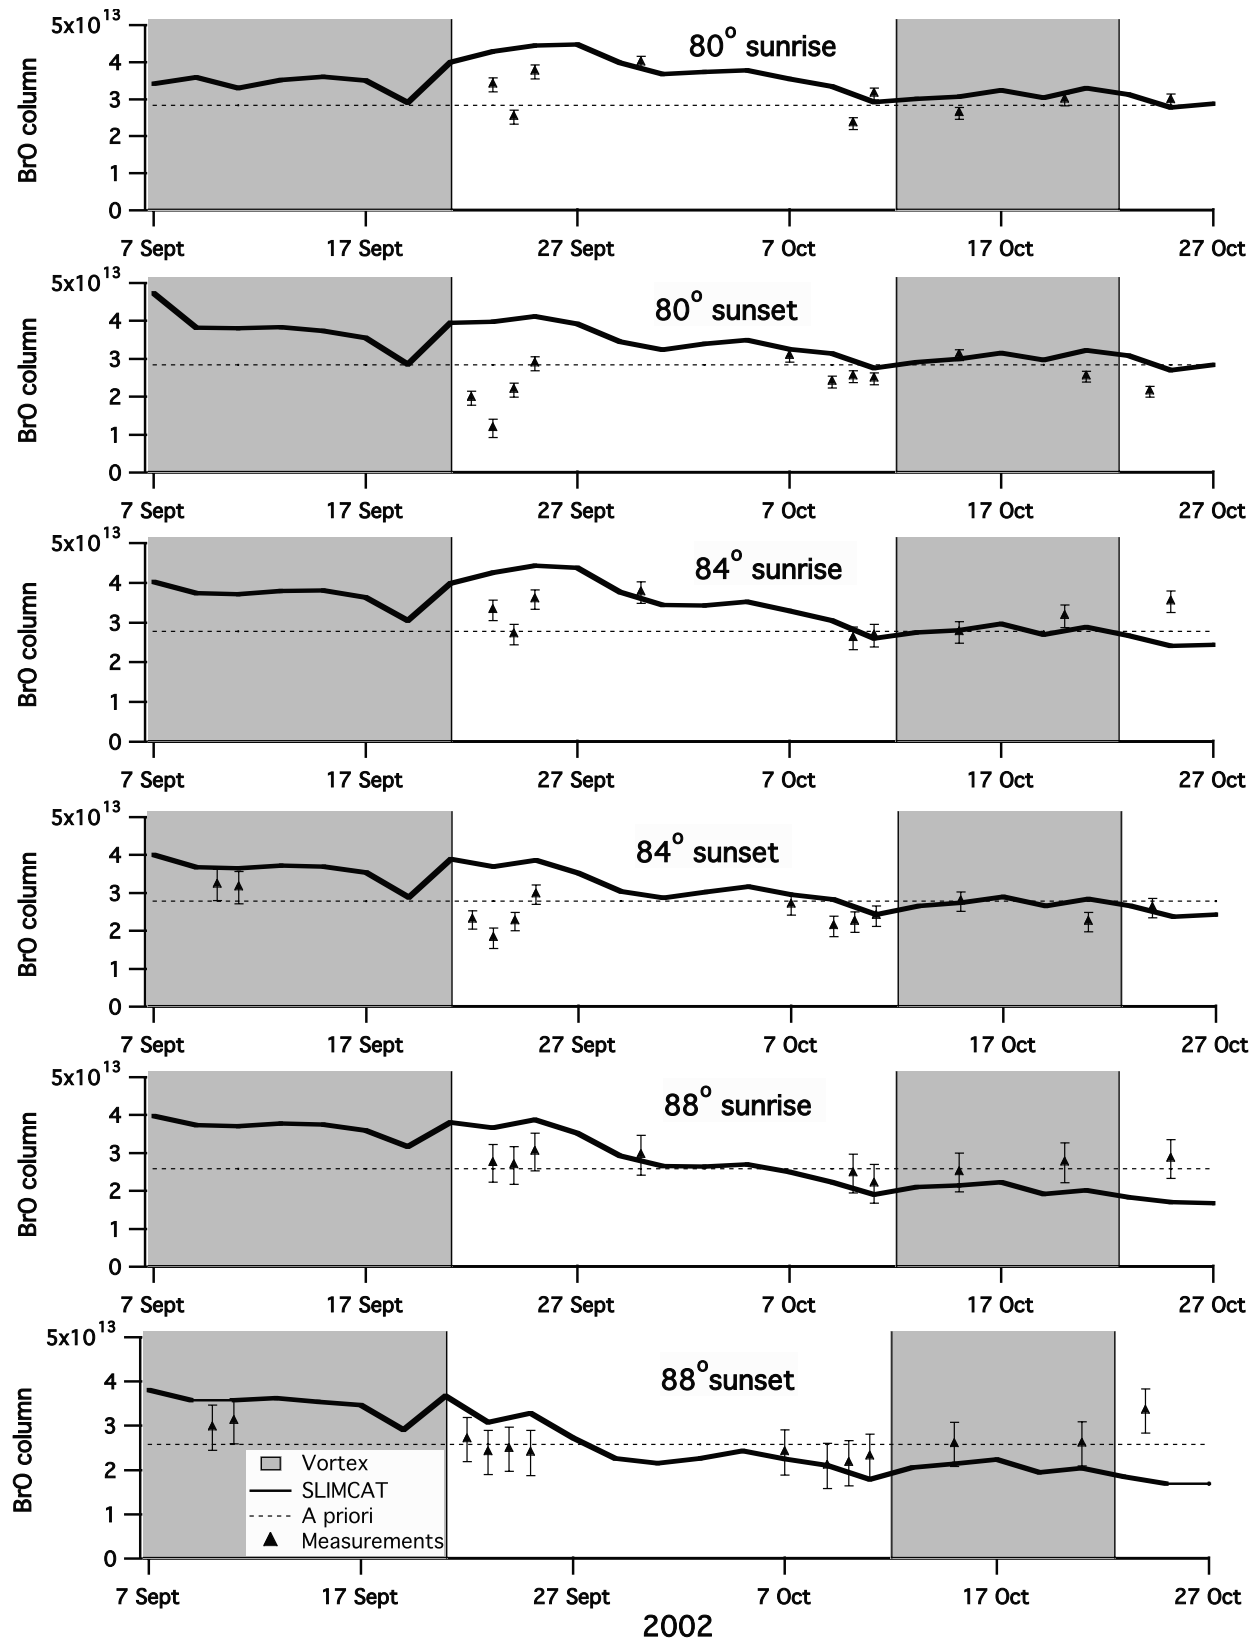 5x10^13
80° sunrise
4
3
2
1
0
BrO column
7 Sept 17 Sept 27 Sept 7 Oct 17 Oct 27 Oct
5x10^13
80° sunset
4
3
2
1
0
BrO column
7 Sept 17 Sept 27 Sept 7 Oct 17 Oct 27 Oct
5x10^13
84° sunrise
4
3
2
1
0
BrO column
7 Sept 17 Sept 27 Sept 7 Oct 17 Oct 27 Oct
5x10^13
84° sunset
4
3
2
1
0
BrO column
7 Sept 17 Sept 27 Sept 7 Oct 17 Oct 27 Oct
5x10^13
88° sunrise
4
3
2
1
0
BrO column
7 Sept 17 Sept 27 Sept 7 Oct 17 Oct 27 Oct
5x10^13
88° sunset
4
3
2
1
0
BrO column
Vortex
SLIMCAT
A priori
Measurements
7 Sept 17 Sept 27 Sept 7 Oct 17 Oct 27 Oct
2002